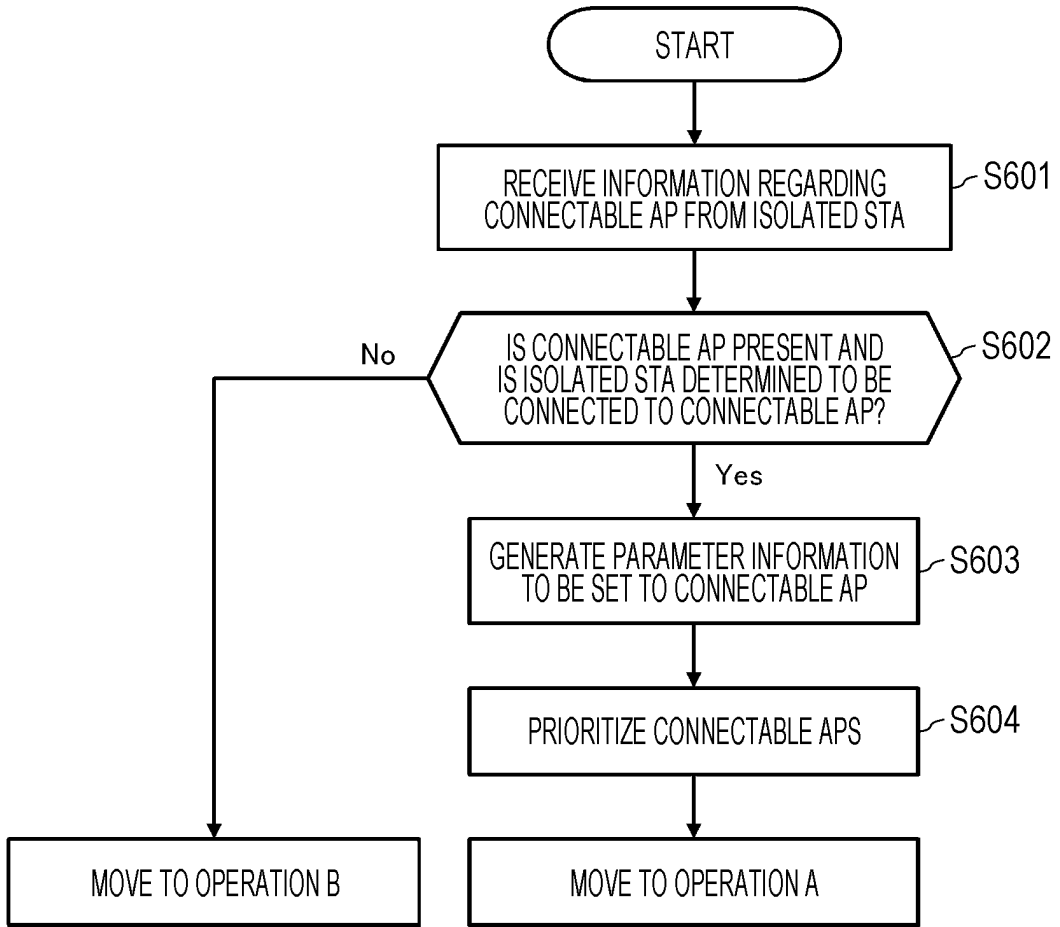 START
RECEIVE INFORMATION REGARDING
CONNECTABLE AP FROM ISOLATED STA
S601
IS CONNECTABLE AP PRESENT AND
IS ISOLATED STA DETERMINED TO BE
CONNECTED TO CONNECTABLE AP?
S602
No
Yes
GENERATE PARAMETER INFORMATION
TO BE SET TO CONNECTABLE AP
S603
PRIORITIZE CONNECTABLE APS
S604
MOVE TO OPERATION B
MOVE TO OPERATION A